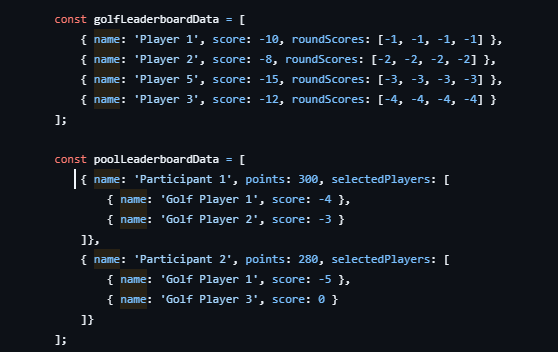 const golfLeaderboardData = [
{ name: 'Player 1', score: -10, roundScores: [-1, -1, -1, -1] },
{ name: 'Player 2', score: -8, roundScores: [-2, -2, -2, -2] },
{ name: 'Player 5', score: -15, roundScores: [-3, -3, -3, -3] },
{ name: 'Player 3', score: -12, roundScores: [-4, -4, -4, -4] }
];
const poolLeaderboardData = [
{ name: 'Participant 1', points: 300, selectedPlayers: [
{ name: 'Golf Player 1', score: -4 },
{ name: 'Golf Player 2', score: -3 }
]},
{ name: 'Participant 2', points: 280, selectedPlayers: [
{ name: 'Golf Player 1', score: -5 },
{ name: 'Golf Player 3', score: 0 }
]}
];